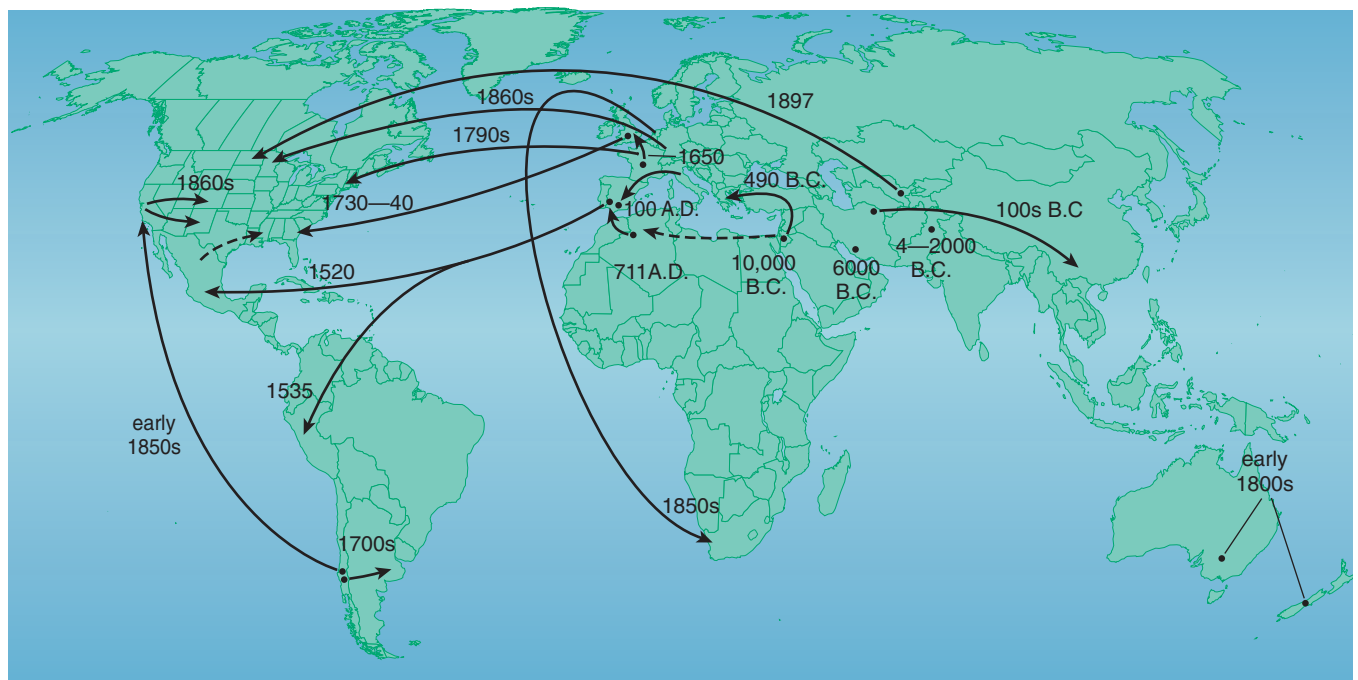 1860s
1897
1790s
1650
1860s
490 B.C.
1730—40
100 A.D.
100s B.C
4—2000
B.C.
10,000
B.C.
6000
B.C.
711A.D.
1520
1535
early
1850s
early
1800s
1850s
1700s